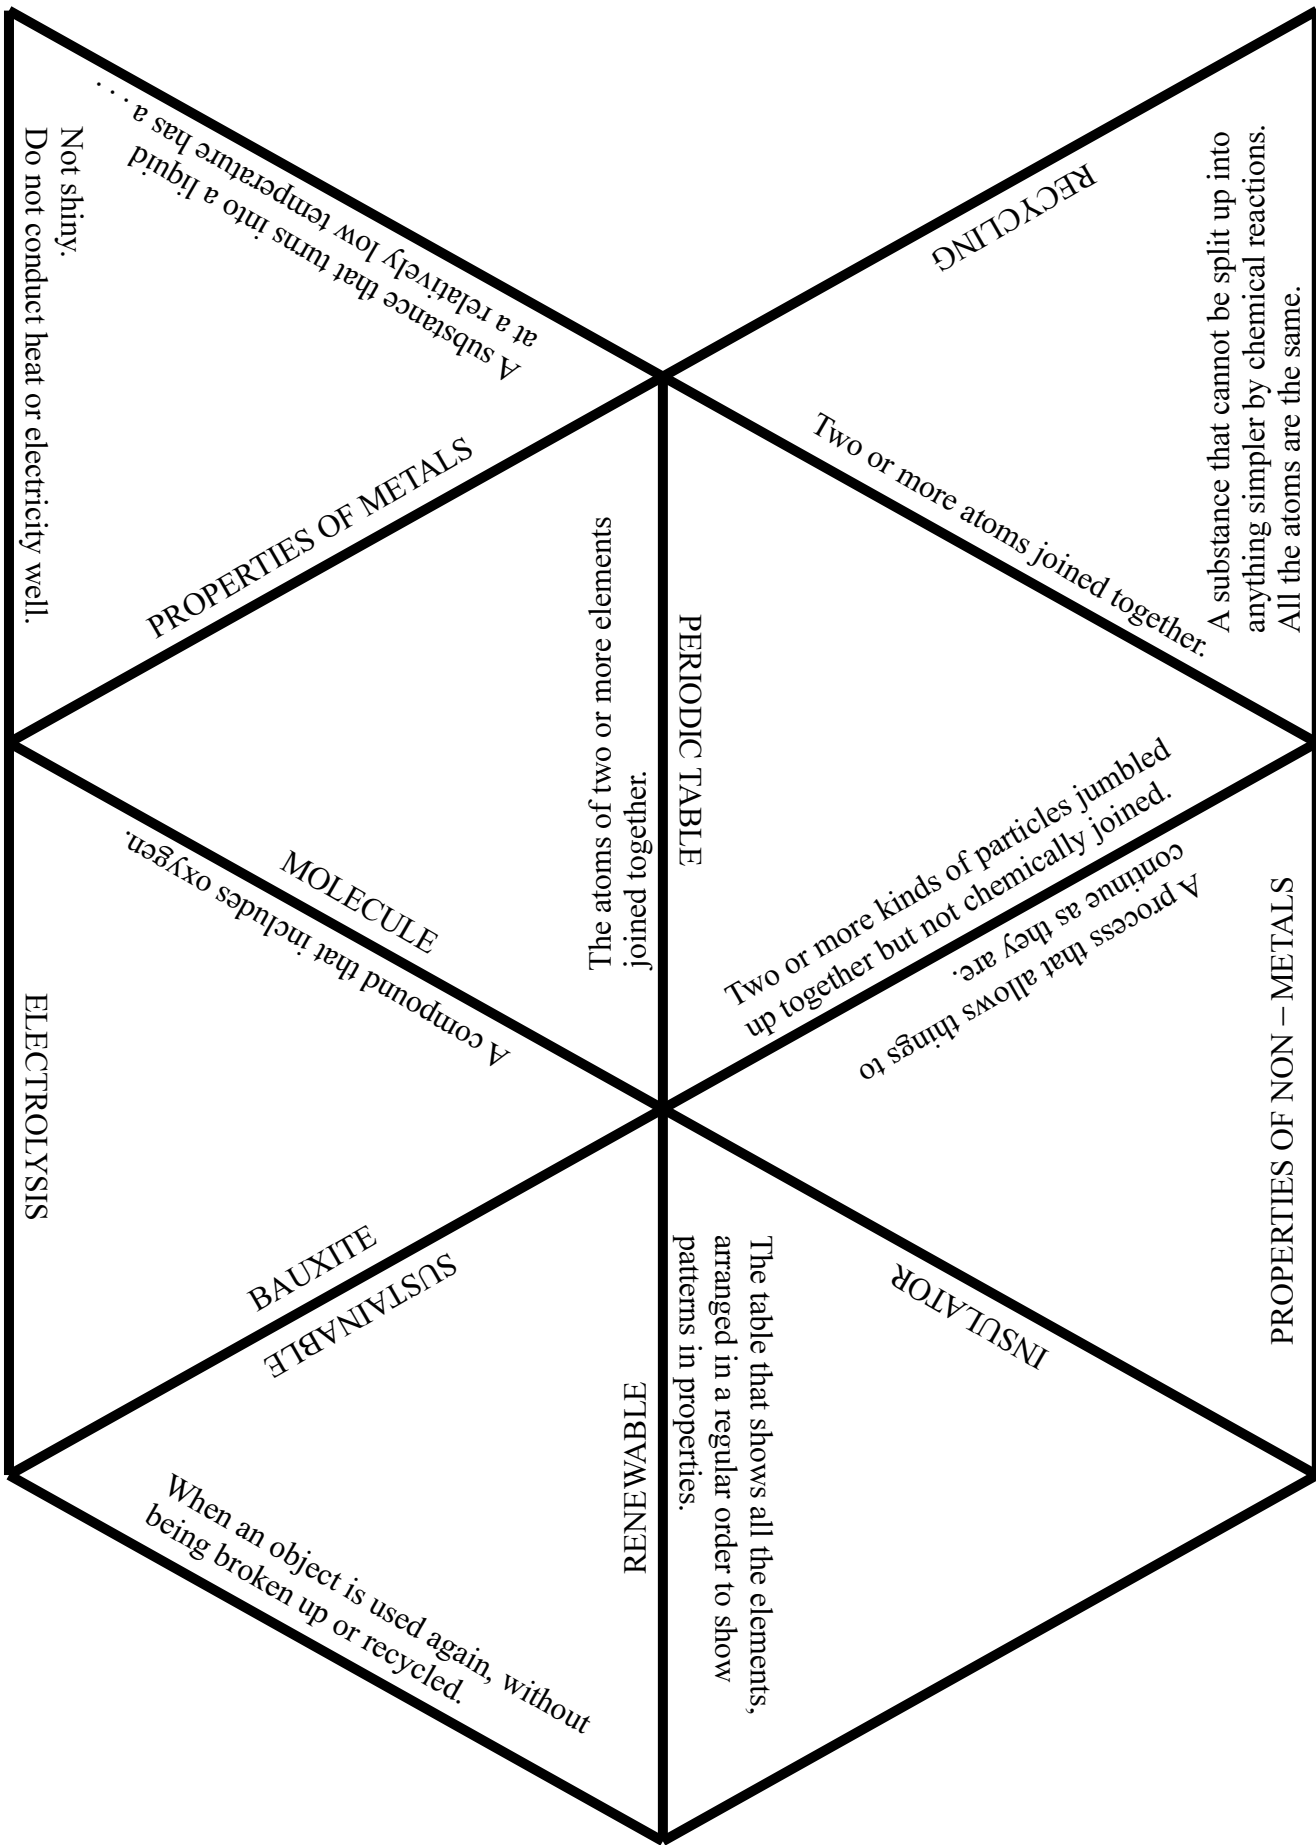 Not shiny.
Do not conduct heat or electricity well.
A substance that turns into a liquid
at a relatively low temperature has a . . .
RECYCLING
A substance that cannot be split up into
anything simpler by chemical reactions.
All the atoms are the same.
PROPERTIES OF METALS
The atoms of two or more elements
joined together.
MOLECULE
Two or more atoms joined together.
PERIODIC TABLE
Two or more kinds of particles jumbled
up together but not chemically joined.
A compound that includes oxygen.
ELECTROLYSIS
BAUXITE
A process that allows things to
continue as they are.
PROPERTIES OF NON – METALS
SUSTAINABLE
RENEWABLE
When an object is used again, without
being broken up or recycled.
The table that shows all the elements,
arranged in a regular order to show
patterns in properties.
INSULATOR